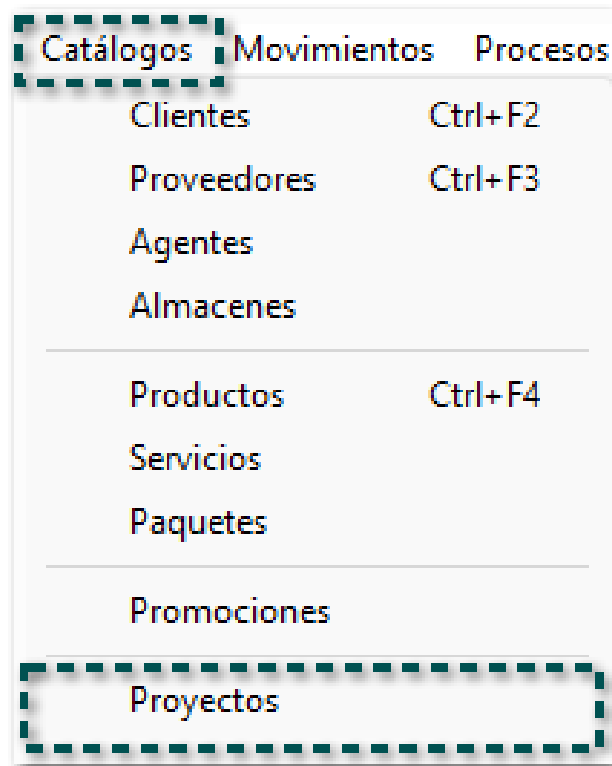 Catálogos Movimientos Procesos
Clientes Ctrl+F2
Proveedores Ctrl+F3
Agentes
Almacenes
Productos Ctrl+F4
Servicios
Paquetes
Promociones
Proyectos